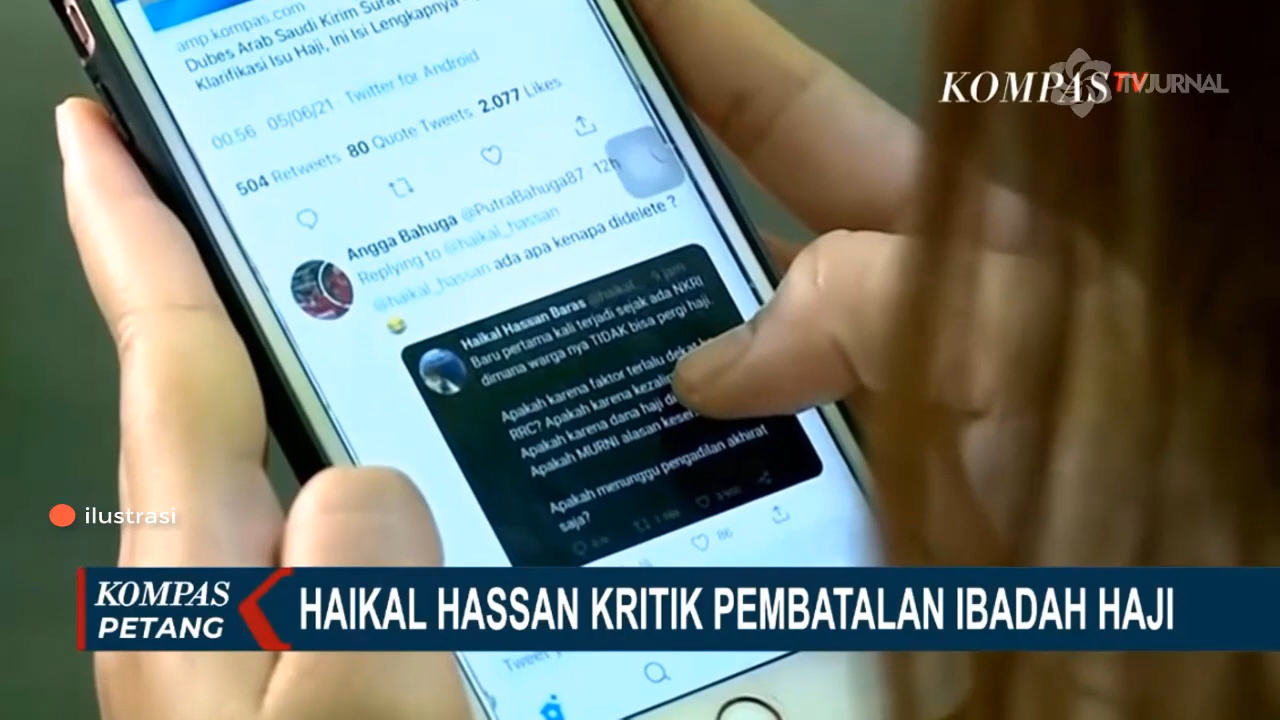 amp.kompas.com
Dubes Arab Saudi Kirim Surat
Klarifikasi Isu Haji, Ini Isi Lengkapnya
00:56 05/06/21 · Twitter for Android
504 Retweets 80 Quote Tweets 2.077 Likes
Angga Bahuga @PutraBahuga87 · 12h
Replying to @haikal_hassan
@haikal_hassan ada apa kenapa didelete ?
Haikal Hassan Baras @haikal... 9 jam
Baru pertama kali terjadi sejak ada NKRI
dimana warga nya TIDAK bisa pergi haji.
Apakah karena faktor terlalu dekat
RRC? Apakah karena
Apakah karena dana haji
Apakah MURNI alasan
Apakah menunggu pengadilan akhirat
saja?
86
KOMPAS TV JURNAL
ilustrasi
KOMPAS PETANG
HAIKAL HASSAN KRITIK PEMBATALAN IBADAH HAJI